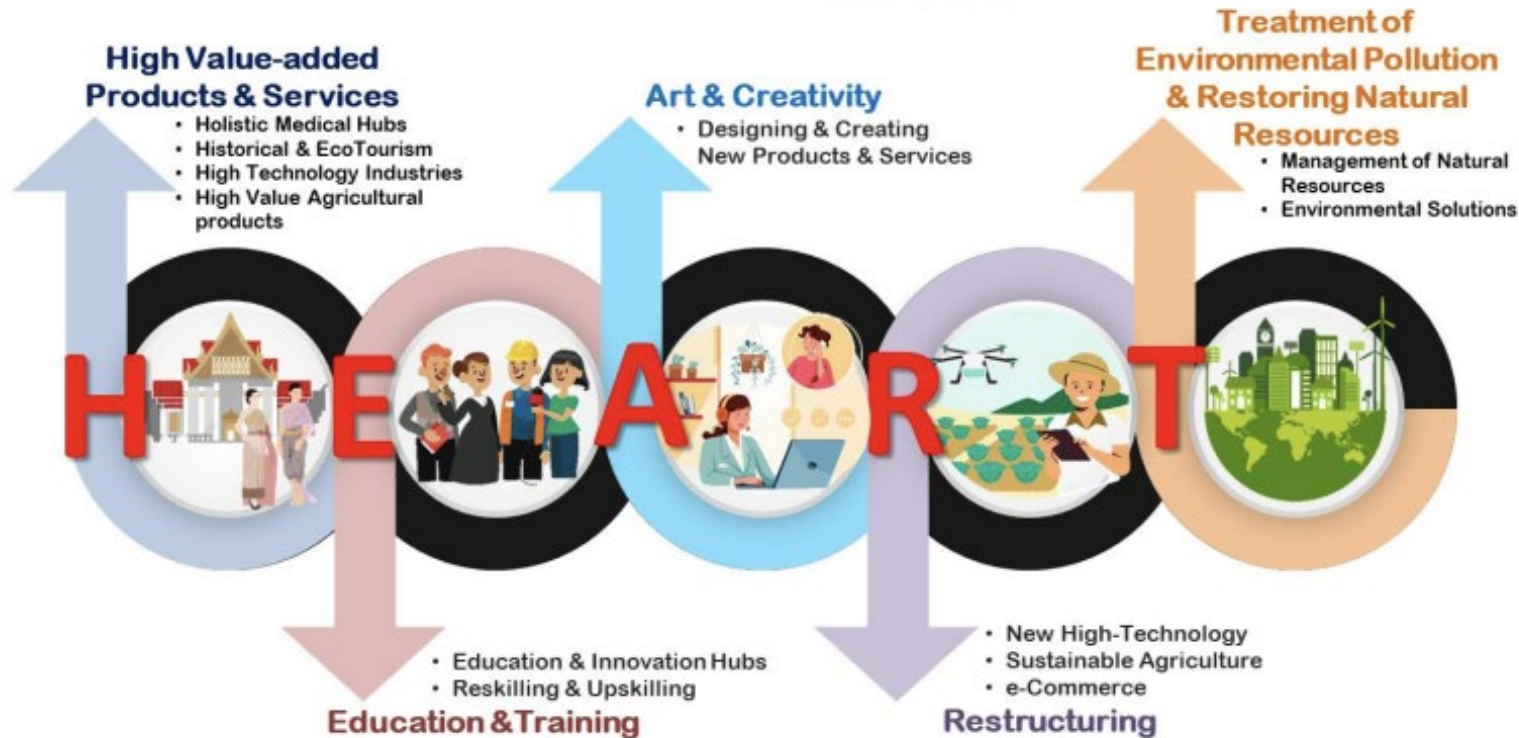 High Value-added
Products & Services
• Holistic Medical Hubs
• Historical & EcoTourism
• High Technology Industries
• High Value Agricultural
products
Art & Creativity
• Designing & Creating
New Products & Services
Treatment of
Environmental Pollution
& Restoring Natural
Resources
• Management of Natural
Resources
• Environmental Solutions
HEART
• Education & Innovation Hubs
• Reskilling & Upskilling
Education &Training
• New High-Technology
• Sustainable Agriculture
• e-Commerce
Restructuring